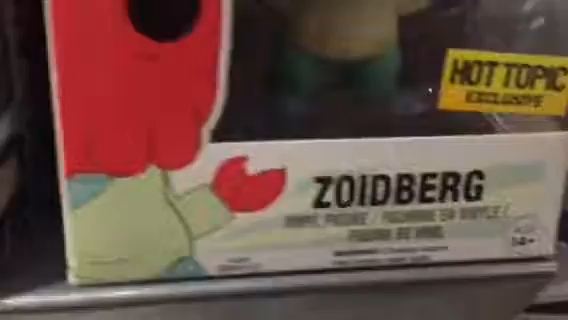 HOT TOPIC
EXCLUSIVE
ZOIDBERG
VINYL FIGURE / FIGURINE EN VINYLE /
FIGURA DE VINIL
14+